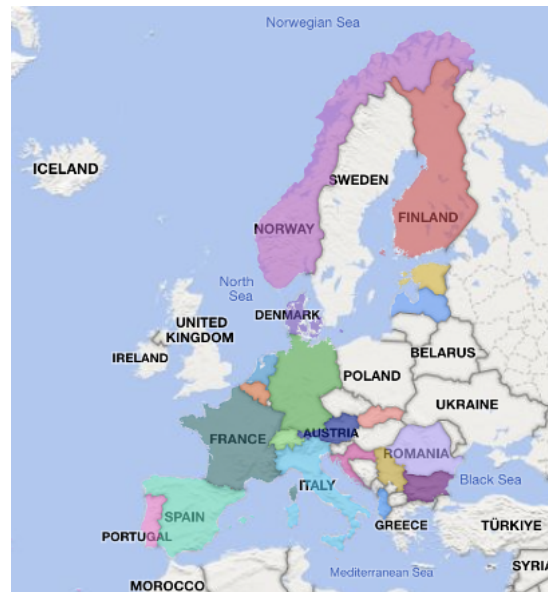 Norwegian Sea
ICELAND
SWEDEN
FINLAND
NORWAY
North
Sea
DENMARK
UNITED
KINGDOM
IRELAND
BELARUS
POLAND
UKRAINE
FRANCE
AUSTRIA
ROMANIA
ITALY
Black Sea
SPAIN
PORTUGAL
GREECE
TÜRKIYE
Mediterranean Sea
SYRIA
MOROCCO